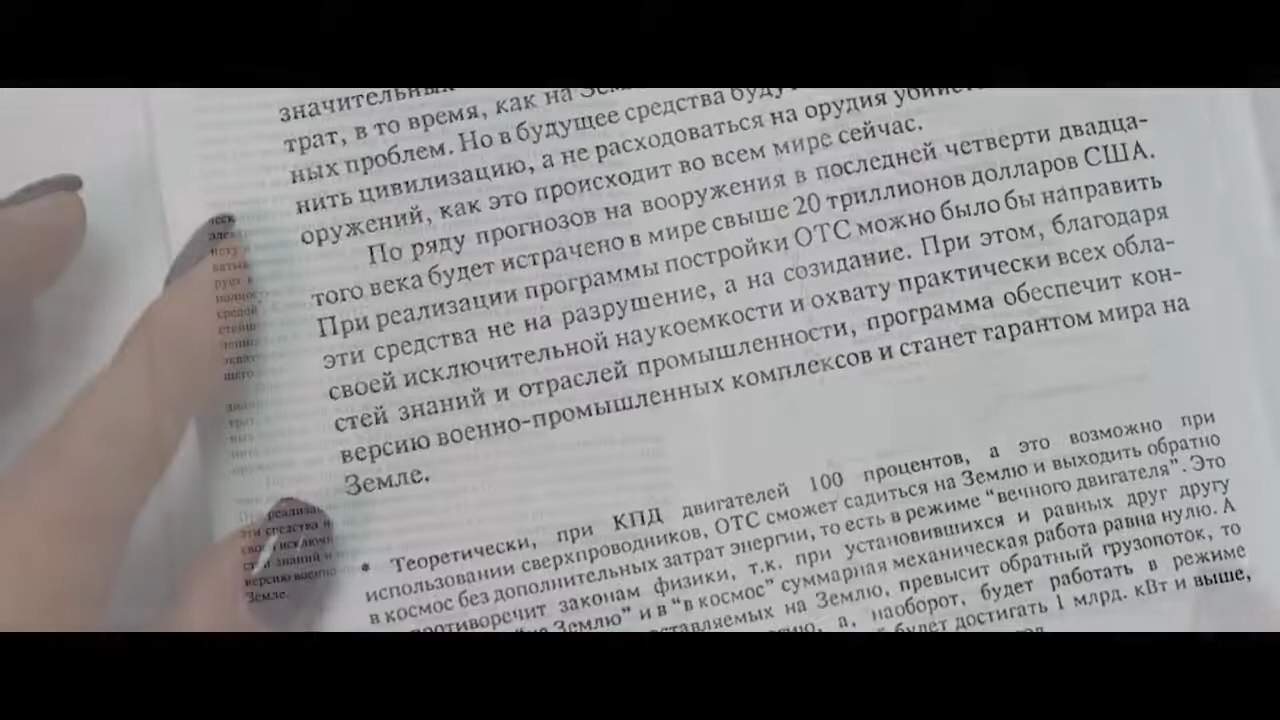 значительных
трат, в то время, как на
ных проблем. Но в будущее средства будут
нить цивилизацию, а не расходоваться на орудия
оружений, как это происходит во всем мире сейчас.
По ряду прогнозов на вооружения в последней четверти двадца-
того века будет истрачено в мире свыше 20 триллионов долларов США.
При реализации программы постройки ОТС можно было бы направить
эти средства не на разрушение, а на созидание. При этом, благодаря
своей исключительной наукоемкости и охвату практически всех обла-
стей знаний и отраслей промышленности, программа обеспечит кон-
версию военно-промышленных комплексов и станет гарантом мира на
Земле.
* Теоретически, при КПД двигателей 100 процентов, а это возможно при
использовании сверхпроводников, ОТС сможет садиться на Землю и выходить обратно
в космос без дополнительных затрат энергии, то есть в режиме "вечного двигателя". Это
законам физики, т.к. при установившихся и равных друг другу
Землю" и в "в космос" суммарная механическая работа равна нулю. А
на Землю, превысит обратный грузопоток, то
а, наоборот, будет работать в режиме
будет достигать 1 млрд. кВт и выше,